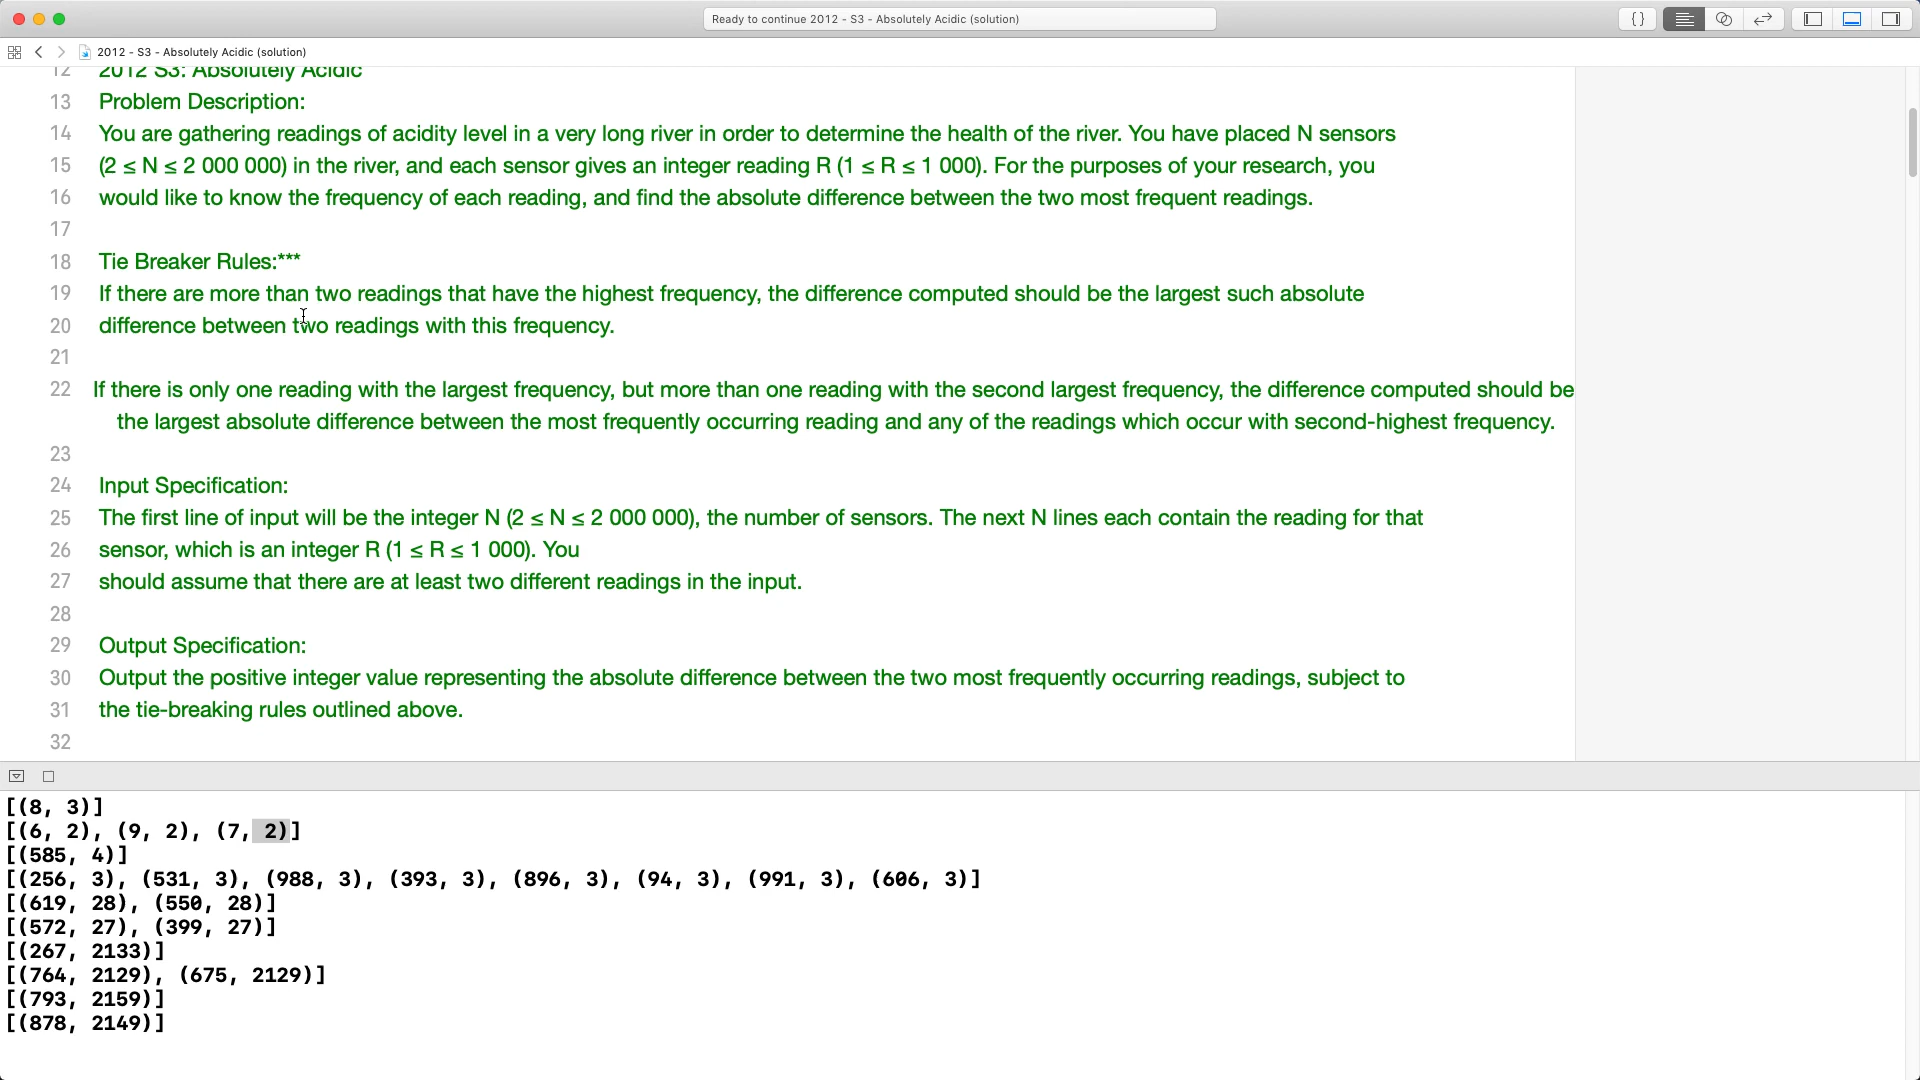 Ready to continue 2012 - S3 - Absolutely Acidic (solution)
{ }
2012 - S3 - Absolutely Acidic (solution)
12 2012 S3: Absolutely Acidic
13 Problem Description:
14 You are gathering readings of acidity level in a very long river in order to determine the health of the river. You have placed N sensors
15 (2 ≤ N ≤ 2 000 000) in the river, and each sensor gives an integer reading R (1 ≤ R ≤ 1 000). For the purposes of your research, you
16 would like to know the frequency of each reading, and find the absolute difference between the two most frequent readings.
17
18 Tie Breaker Rules:***
19 If there are more than two readings that have the highest frequency, the difference computed should be the largest such absolute
20 difference between two readings with this frequency.
21
22 If there is only one reading with the largest frequency, but more than one reading with the second largest frequency, the difference computed should be
the largest absolute difference between the most frequently occurring reading and any of the readings which occur with second-highest frequency.
23
24 Input Specification:
25 The first line of input will be the integer N (2 ≤ N ≤ 2 000 000), the number of sensors. The next N lines each contain the reading for that
26 sensor, which is an integer R (1 ≤ R ≤ 1 000). You
27 should assume that there are at least two different readings in the input.
28
29 Output Specification:
30 Output the positive integer value representing the absolute difference between the two most frequently occurring readings, subject to
31 the tie-breaking rules outlined above.
32
[(8, 3)]
[(6, 2), (9, 2), (7, 2)]
[(585, 4)]
[(256, 3), (531, 3), (988, 3), (393, 3), (896, 3), (94, 3), (991, 3), (606, 3)]
[(619, 28), (550, 28)]
[(572, 27), (399, 27)]
[(267, 2133)]
[(764, 2129), (675, 2129)]
[(793, 2159)]
[(878, 2149)]